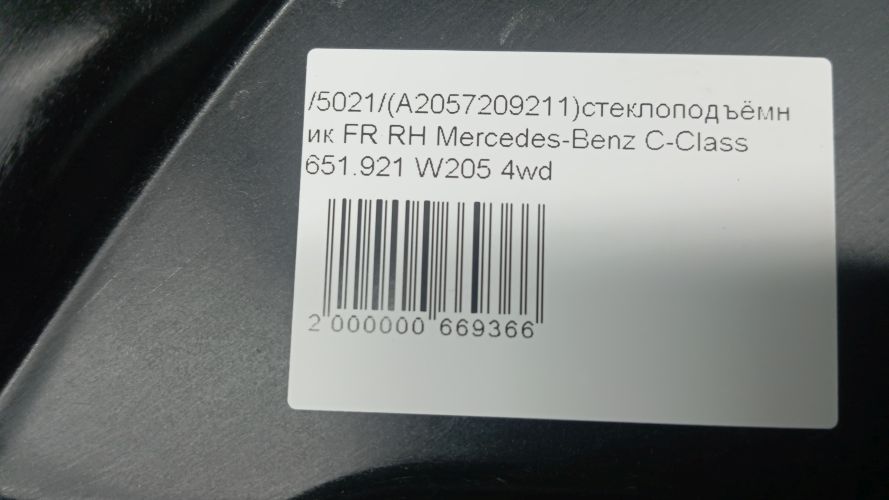 /5021/(A2057209211)стеклоподъёмн
ик FR RH Mercedes-Benz C-Class
651.921 W205 4wd
2 000000 669366